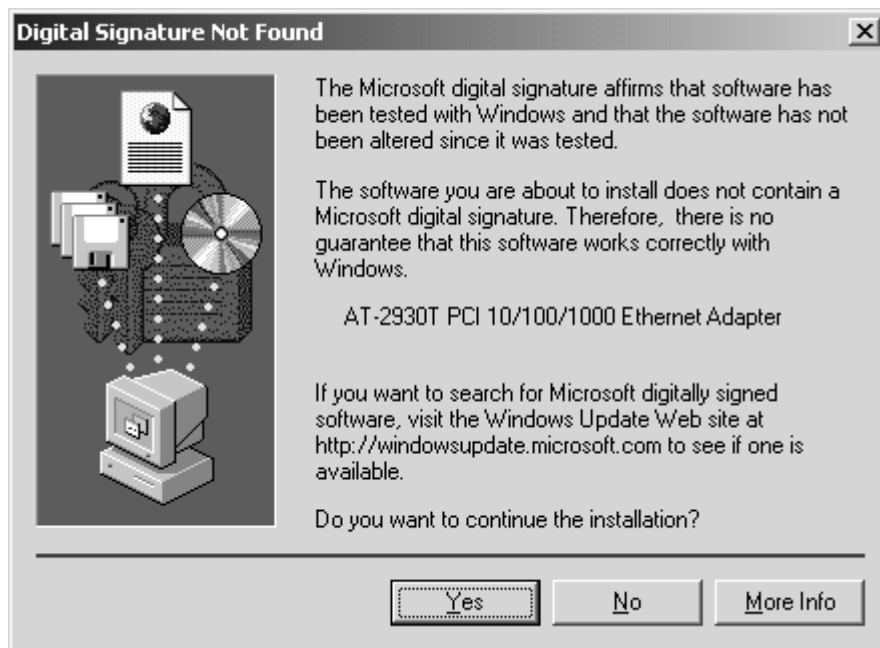 Digital Signature Not Found
The Microsoft digital signature affirms that software has
been tested with Windows and that the software has not
been altered since it was tested.
The software you are about to install does not contain a
Microsoft digital signature. Therefore,  there is no
guarantee that this software works correctly with
Windows.
AT-2930T PCI 10/100/1000 Ethernet Adapter
If you want to search for Microsoft digitally signed
software, visit the Windows Update Web site at
http://windowsupdate.microsoft.com to see if one is
available.
Do you want to continue the installation?
Yes No More Info